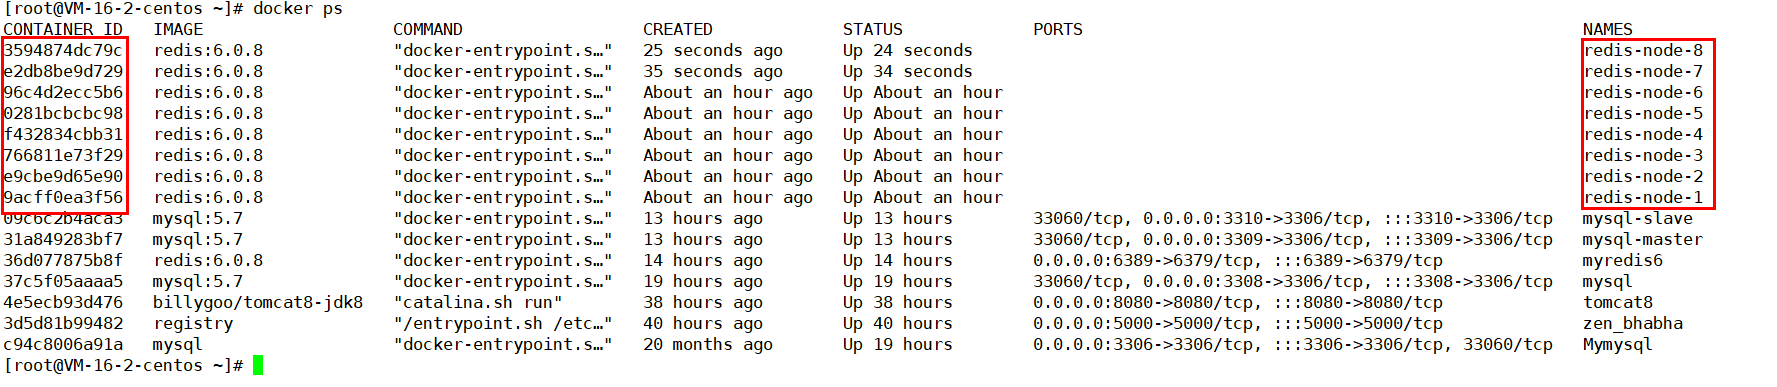 [root@VM-16-2-centos ~]# docker ps
CONTAINER ID   IMAGE                   COMMAND                  CREATED             STATUS              PORTS                                                  NAMES
3594874dc79c   redis:6.0.8             "docker-entrypoint.s…"   25 seconds ago      Up 24 seconds                                                              redis-node-8
e2db8be9d729   redis:6.0.8             "docker-entrypoint.s…"   35 seconds ago      Up 34 seconds                                                              redis-node-7
96c4d2ecc5b6   redis:6.0.8             "docker-entrypoint.s…"   About an hour ago   Up About an hour                                                           redis-node-6
0281bcbcbc98   redis:6.0.8             "docker-entrypoint.s…"   About an hour ago   Up About an hour                                                           redis-node-5
f432834cbb31   redis:6.0.8             "docker-entrypoint.s…"   About an hour ago   Up About an hour                                                           redis-node-4
766811e73f29   redis:6.0.8             "docker-entrypoint.s…"   About an hour ago   Up About an hour                                                           redis-node-3
e9cbe9d65e90   redis:6.0.8             "docker-entrypoint.s…"   About an hour ago   Up About an hour                                                           redis-node-2
9acff0ea3f56   redis:6.0.8             "docker-entrypoint.s…"   About an hour ago   Up About an hour                                                           redis-node-1
09c6c2b4aca3   mysql:5.7               "docker-entrypoint.s…"   13 hours ago        Up 13 hours         33060/tcp, 0.0.0.0:3310->3306/tcp, :::3310->3306/tcp   mysql-slave
31a849283bf7   mysql:5.7               "docker-entrypoint.s…"   13 hours ago        Up 13 hours         33060/tcp, 0.0.0.0:3309->3306/tcp, :::3309->3306/tcp   mysql-master
36d077875b8f   redis:6.0.8             "docker-entrypoint.s…"   14 hours ago        Up 14 hours         0.0.0.0:6389->6379/tcp, :::6389->6379/tcp              myredis6
37c5f05aaaa5   mysql:5.7               "docker-entrypoint.s…"   19 hours ago        Up 19 hours         33060/tcp, 0.0.0.0:3308->3306/tcp, :::3308->3306/tcp   mysql
4e5ecb93d476   billygoo/tomcat8-jdk8   "catalina.sh run"        38 hours ago        Up 38 hours         0.0.0.0:8080->8080/tcp, :::8080->8080/tcp              tomcat8
3d5d81b99482   registry                "/entrypoint.sh /etc…"   40 hours ago        Up 40 hours         0.0.0.0:5000->5000/tcp, :::5000->5000/tcp              zen_bhabha
c94c8006a91a   mysql                   "docker-entrypoint.s…"   20 months ago       Up 19 hours         0.0.0.0:3306->3306/tcp, :::3306->3306/tcp, 33060/tcp   Mymysql
[root@VM-16-2-centos ~]#